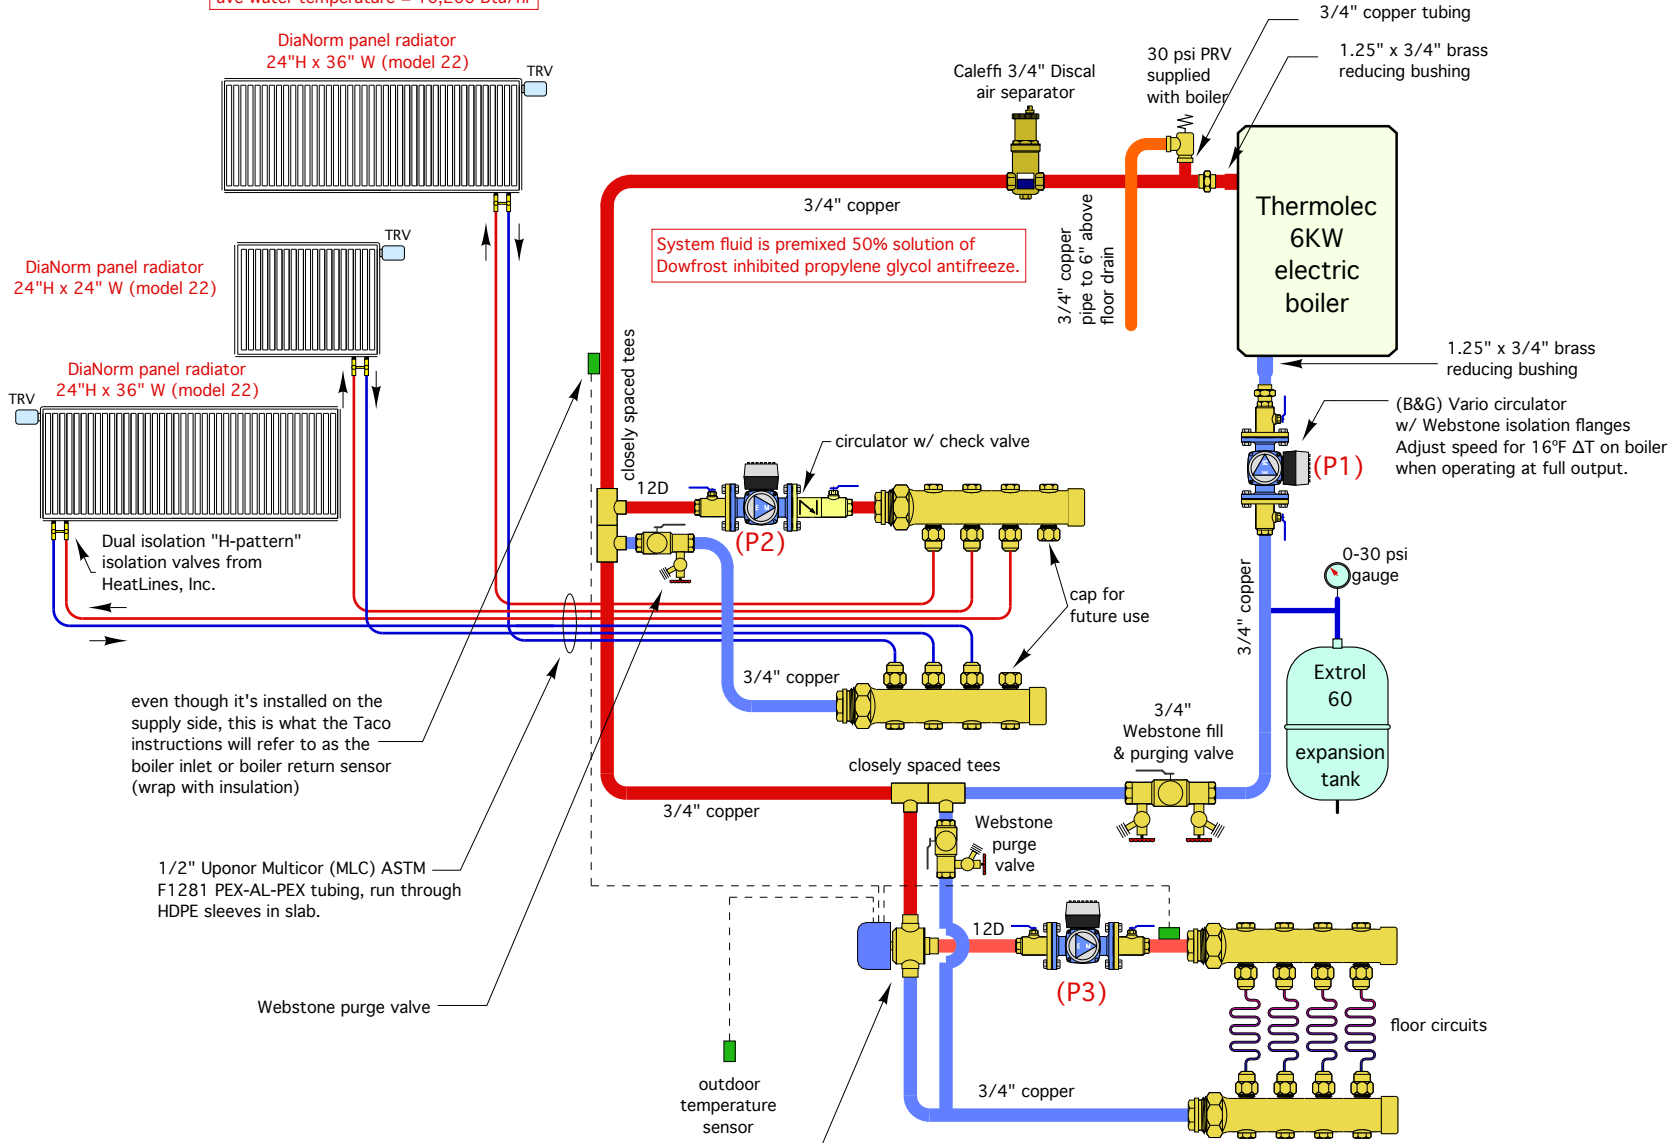 ave water temperature = 10,200 Btu/hr
DiaNorm panel radiator
24"H x 36" W (model 22)
TRV
3/4" copper tubing
1.25" x 3/4" brass
reducing bushing
30 psi PRV
supplied
with boiler
Caleffi 3/4" Discal
air separator
3/4" copper
Thermolec
6KW
electric
boiler
System fluid is premixed 50% solution of
Dowfrost inhibited propylene glycol antifreeze.
3/4" copper
pipe to 6" above
floor drain
TRV
DiaNorm panel radiator
24"H x 24" W (model 22)
DiaNorm panel radiator
24"H x 36" W (model 22)
TRV
closely spaced tees
1.25" x 3/4" brass
reducing bushing
(B&G) Vario circulator
w/ Webstone isolation flanges
Adjust speed for 16°F ΔT on boiler
when operating at full output.
(P1)
circulator w/ check valve
12D
(P2)
Dual isolation "H-pattern"
isolation valves from
HeatLines, Inc.
cap for
future use
3/4" copper
0-30 psi
gauge
Extrol
60
expansion
tank
3/4" copper
even though it's installed on the
supply side, this is what the Taco
instructions will refer to as the
boiler inlet or boiler return sensor
(wrap with insulation)
3/4"
Webstone fill
& purging valve
closely spaced tees
3/4" copper
Webstone
purge
valve
1/2" Uponor Multicor (MLC) ASTM
F1281 PEX-AL-PEX tubing, run through
HDPE sleeves in slab.
12D
(P3)
Webstone purge valve
floor circuits
outdoor
temperature
sensor
3/4" copper